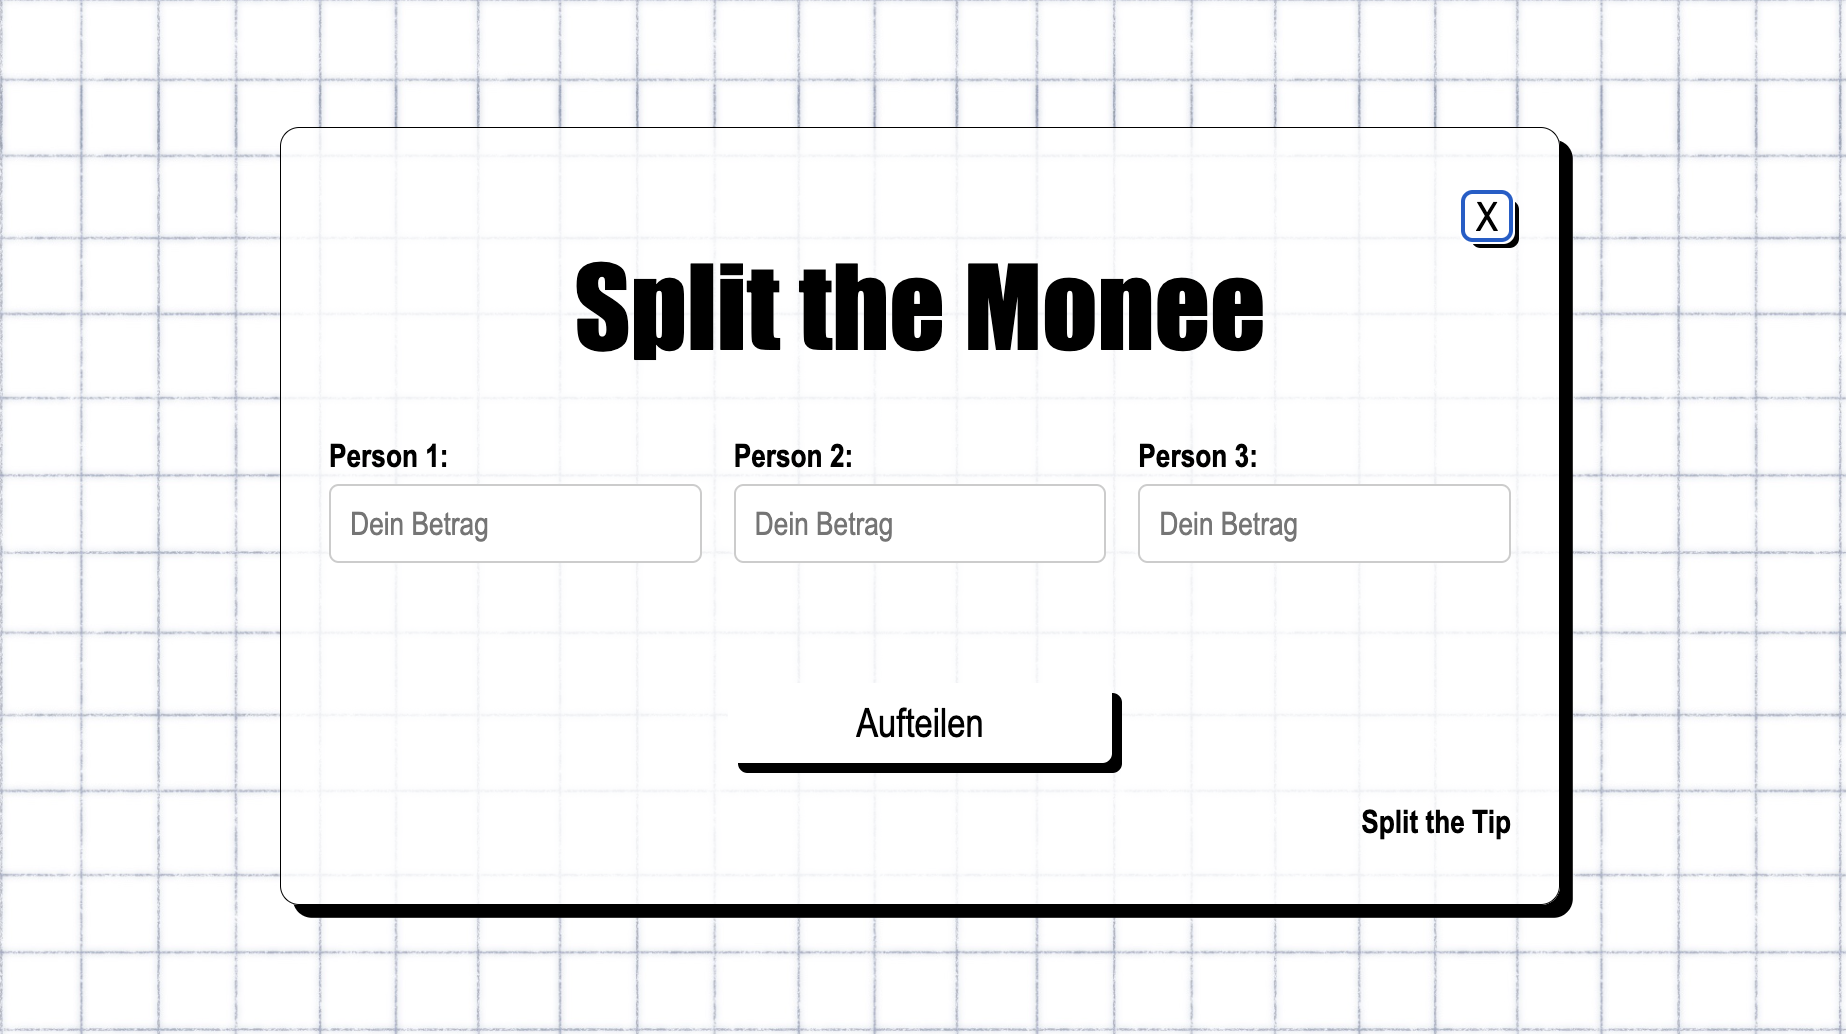 X
Split the Monee
Person 1: Person 2: Person 3:
Dein Betrag Dein Betrag Dein Betrag
Aufteilen
Split the Tip